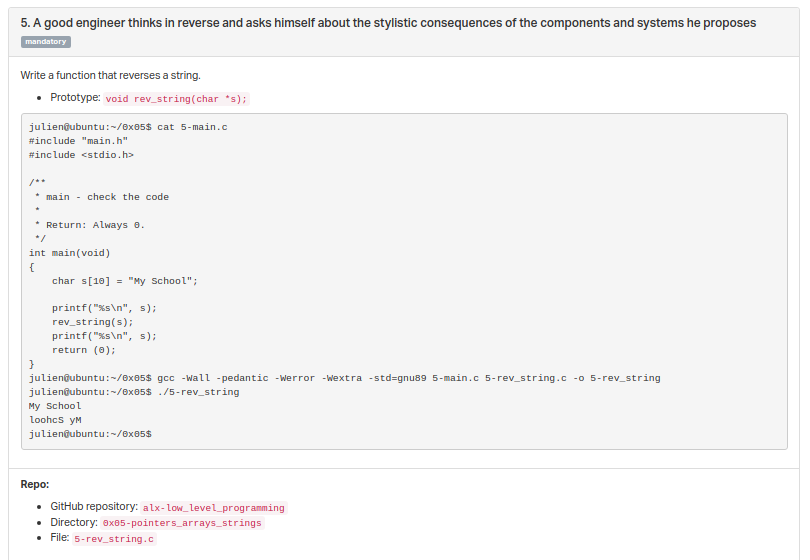 5. A good engineer thinks in reverse and asks himself about the stylistic consequences of the components and systems he proposes
mandatory
Write a function that reverses a string.
• Prototype: void rev_string(char *s);
julien@ubuntu:~/0x05$ cat 5-main.c
#include "main.h"
#include <stdio.h>
/**
 * main - check the code
 *
 * Return: Always 0.
 */
int main(void)
{
    char s[10] = "My School";
    printf("%s\n", s);
    rev_string(s);
    printf("%s\n", s);
    return (0);
}
julien@ubuntu:~/0x05$ gcc -Wall -pedantic -Werror -Wextra -std=gnu89 5-main.c 5-rev_string.c -o 5-rev_string
julien@ubuntu:~/0x05$ ./5-rev_string
My School
loohcS yM
julien@ubuntu:~/0x05$
Repo:
• GitHub repository: alx-low_level_programming
• Directory: 0x05-pointers_arrays_strings
• File: 5-rev_string.c